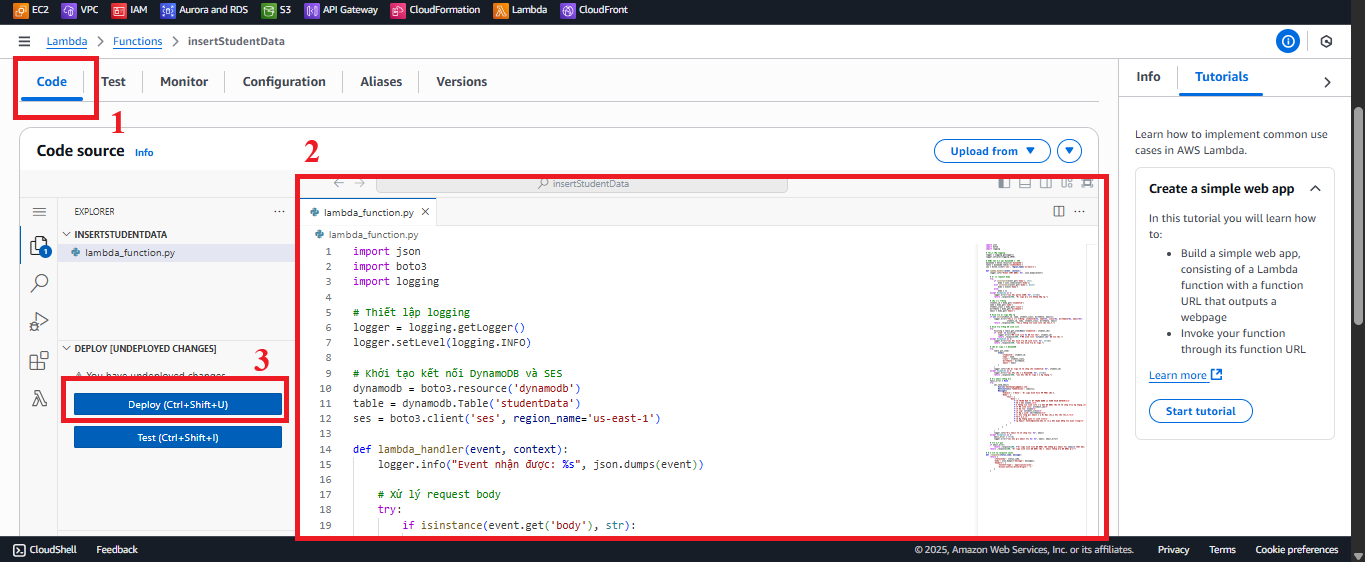 EC2 VPC IAM Aurora and RDS S3 API Gateway CloudFormation Lambda CloudFront
Lambda > Functions > insertStudentData
Code Test Monitor Configuration Aliases Versions
1
Code source Info
2
Upload from
insertStudentData
EXPLORER
INSERTSTUDENTDATA
lambda_function.py
1
DEPLOY [UNDEPLOYED CHANGES]
You have undeployed changes
3
Deploy (Ctrl+Shift+U)
Test (Ctrl+Shift+I)
lambda_function.py
lambda_function.py
1 import json
2 import boto3
3 import logging
4
5 # Thiết lập logging
6 logger = logging.getLogger()
7 logger.setLevel(logging.INFO)
8
9 # Khởi tạo kết nối DynamoDB và SES
10 dynamodb = boto3.resource('dynamodb')
11 table = dynamodb.Table('studentData')
12 ses = boto3.client('ses', region_name='us-east-1')
13
14 def lambda_handler(event, context):
15 logger.info("Event nhận được: %s", json.dumps(event))
16
17 # Xử lý request body
18 try:
19 if isinstance(event.get('body'), str):
Info Tutorials
Learn how to implement common use
cases in AWS Lambda.
Create a simple web app
In this tutorial you will learn how
to:
• Build a simple web app,
consisting of a Lambda
function with a function
URL that outputs a
webpage
• Invoke your function
through its function URL
Learn more
Start tutorial
CloudShell Feedback
© 2025, Amazon Web Services, Inc. or its affiliates. Privacy Terms Cookie preferences